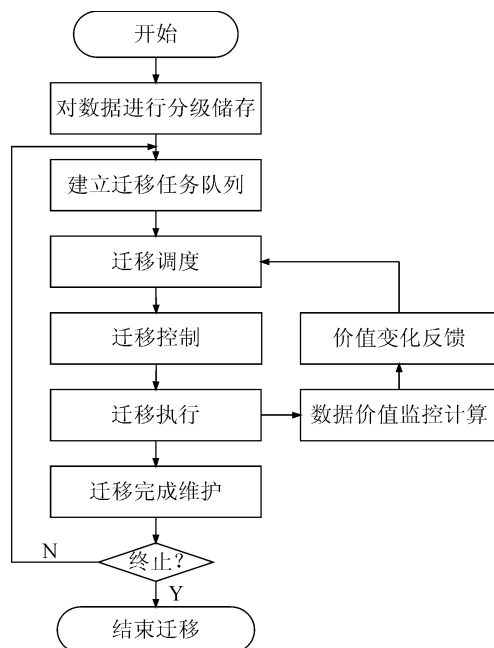 开始
对数据进行分级储存
建立迁移任务队列
迁移调度
迁移控制
价值变化反馈
迁移执行
数据价值监控计算
迁移完成维护
N
终止？
Y
结束迁移